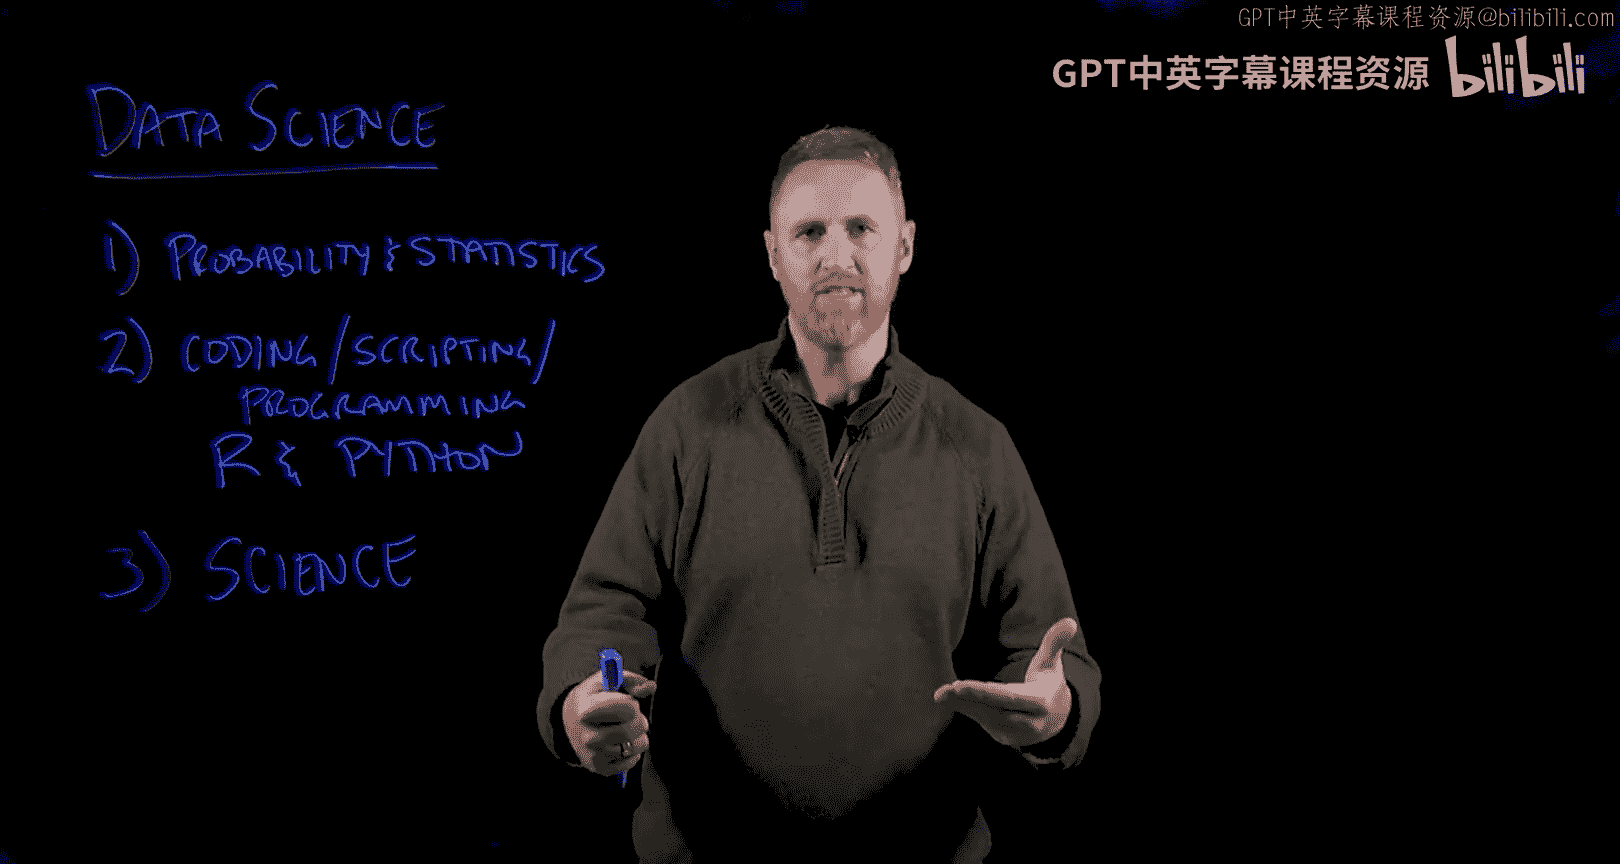 GPT中英字幕课程资源@bilibili.com
GPT中英字幕课程资源 bilibili
DATA SCIENCE
1) PROBABILITY & STATISTICS
2) CODING/SCRIPTING/
PROGRAMMING
R & PYTHON
3) SCIENCE